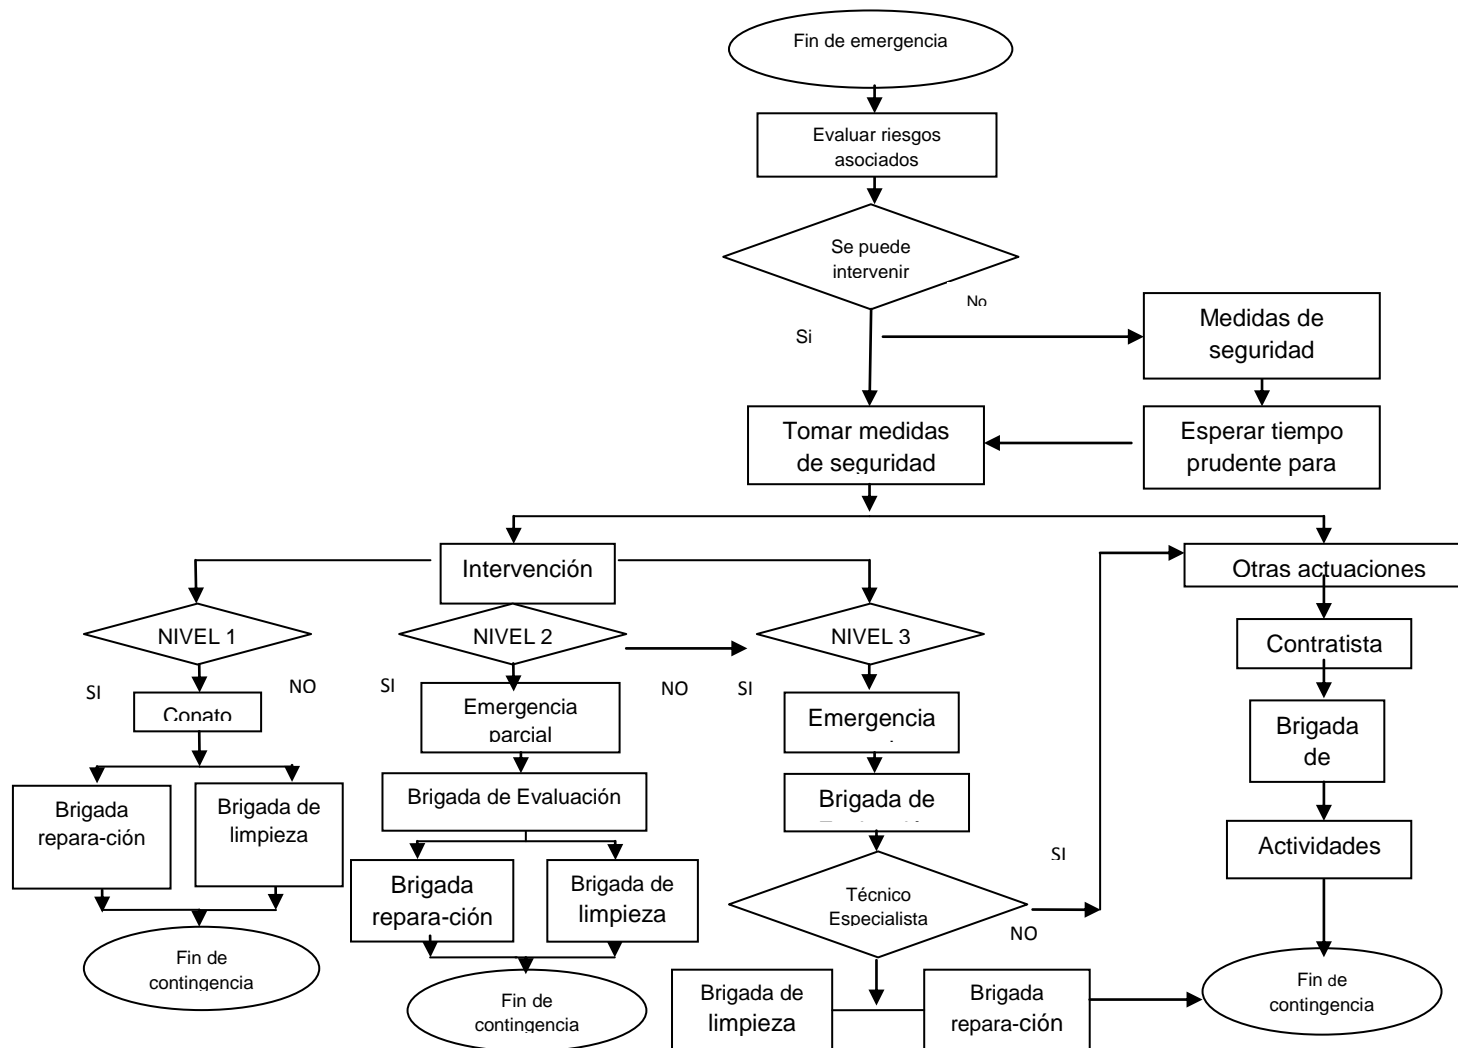 Fin de emergencia
Evaluar riesgos
asociados
Se puede
intervenir
No
Si
Medidas de
seguridad
Tomar medidas
de seguridad
Esperar tiempo
prudente para
Intervención
Otras actuaciones
NIVEL 1
NIVEL 2
NIVEL 3
Contratista
SI
NO
SI
NO
SI
Conato
Emergencia
parcial
Emergencia
Brigada
de
Brigada
repara-ción
Brigada de
limpieza
Brigada de Evaluación
Brigada de
Actividades
SI
Brigada
repara-ción
Brigada de
limpieza
Técnico
Especialista
NO
Fin de
contingencia
Fin de
contingencia
Brigada de
limpieza
Brigada
repara-ción
Fin de
contingencia